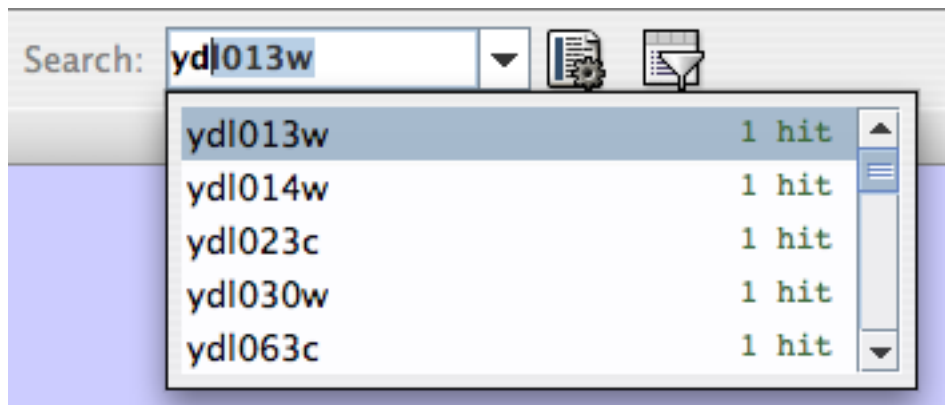 Search: ydl013w
ydl013w 1 hit
ydl014w 1 hit
ydl023c 1 hit
ydl030w 1 hit
ydl063c 1 hit